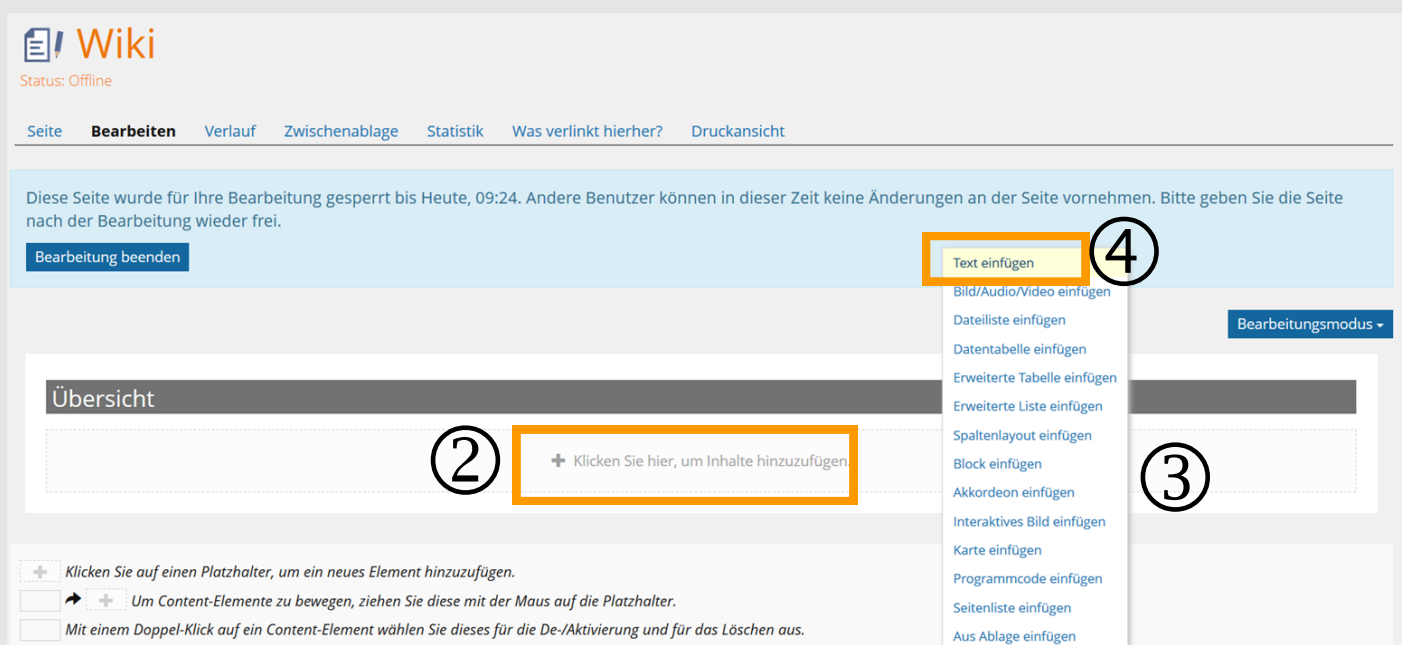 Wiki
Status: Offline
Seite Bearbeiten Verlauf Zwischenablage Statistik Was verlinkt hierher? Druckansicht
Diese Seite wurde für Ihre Bearbeitung gesperrt bis Heute, 09:24. Andere Benutzer können in dieser Zeit keine Änderungen an der Seite vornehmen. Bitte geben Sie die Seite
nach der Bearbeitung wieder frei.
Bearbeitung beenden
Text einfügen
④
Bild/Audio/Video einfügen
Dateiliste einfügen
Bearbeitungsmodus
Datentabelle einfügen
Erweiterte Tabelle einfügen
Übersicht
Erweiterte Liste einfügen
Spaltenlayout einfügen
②
Klicken Sie hier, um Inhalte hinzuzufügen.
Block einfügen
③
Akkordeon einfügen
Interaktives Bild einfügen
Karte einfügen
Klicken Sie auf einen Platzhalter, um ein neues Element hinzuzufügen.
Programmcode einfügen
Um Content-Elemente zu bewegen, ziehen Sie diese mit der Maus auf die Platzhalter.
Seitenliste einfügen
Mit einem Doppel-Klick auf ein Content-Element wählen Sie dieses für die De-/Aktivierung und für das Löschen aus.
Aus Ablage einfügen